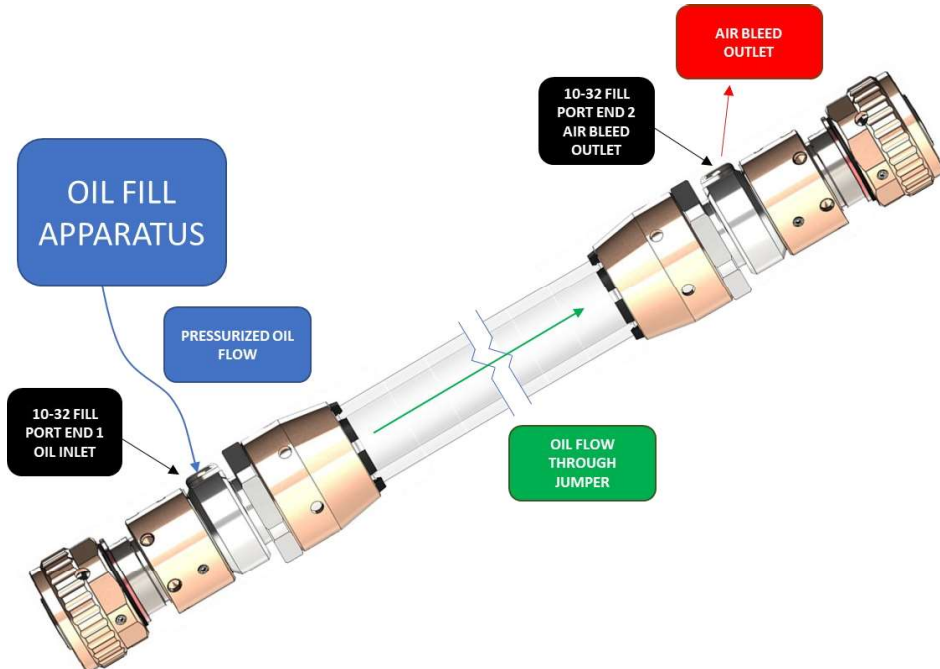 AIR BLEED
OUTLET
10-32 FILL
PORT END 2
AIR BLEED
OUTLET
OIL FILL
APPARATUS
PRESSURIZED OIL
FLOW
10-32 FILL
PORT END 1
OIL INLET
OIL FLOW
THROUGH
JUMPER